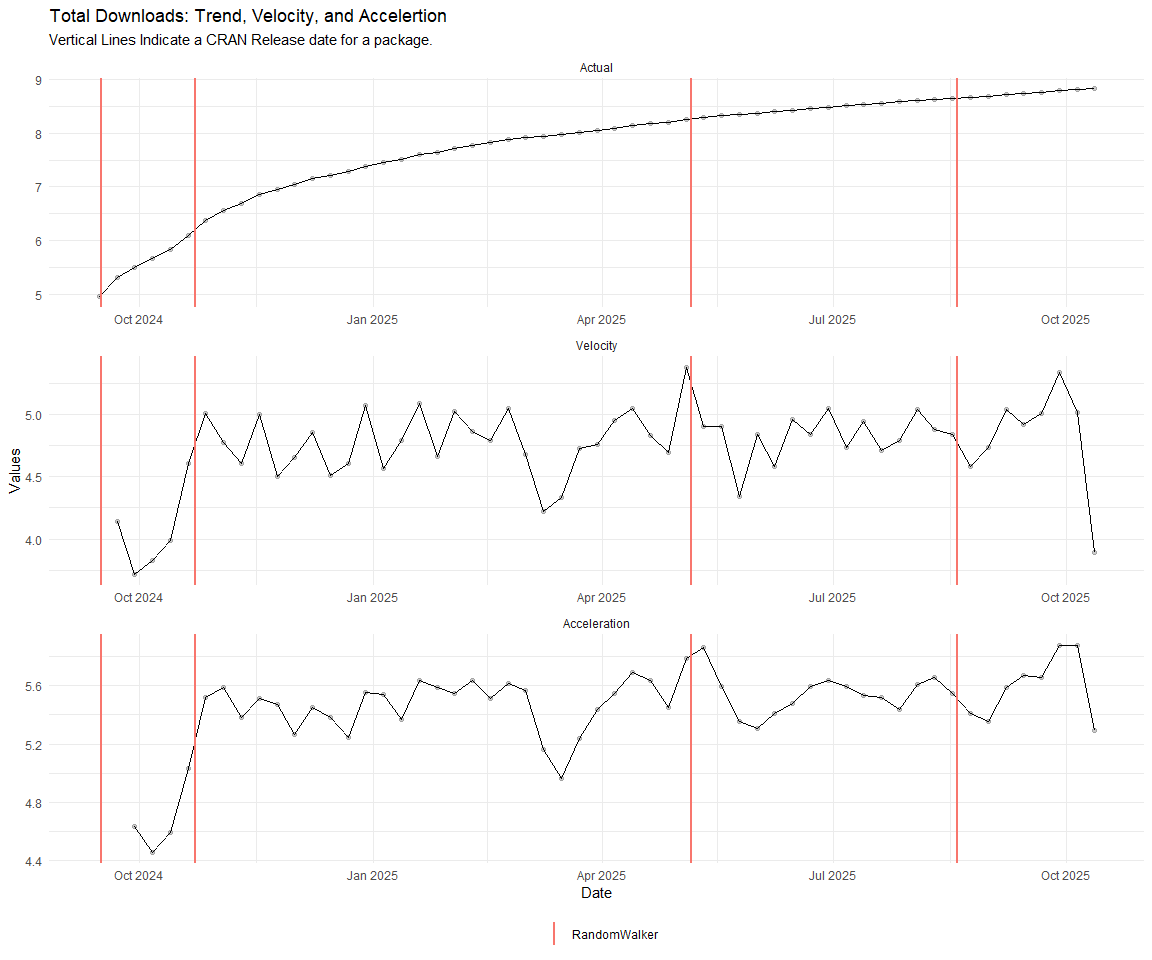 Total Downloads: Trend, Velocity, and Accelertion
Vertical Lines Indicate a CRAN Release date for a package.
Actual
9
8
7
6
5
Oct 2024 Jan 2025 Apr 2025 Jul 2025 Oct 2025
Velocity
5.0
4.5
4.0
Oct 2024 Jan 2025 Apr 2025 Jul 2025 Oct 2025
Values
Acceleration
5.6
5.2
4.8
4.4
Oct 2024 Jan 2025 Apr 2025 Jul 2025 Oct 2025
Date
RandomWalker